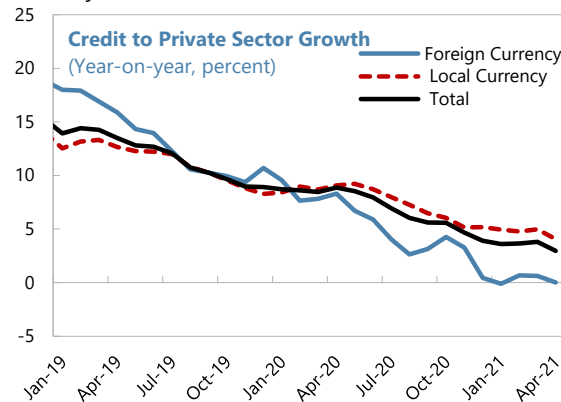 25
Credit to Private Sector Growth
(Year-on-year, percent)
Foreign Currency
Local Currency
Total
20
15
10
5
0
-5
Jan-19
Apr-19
Jul-19
Oct-19
Jan-20
Apr-20
Jul-20
Oct-20
Jan-21
Apr-21